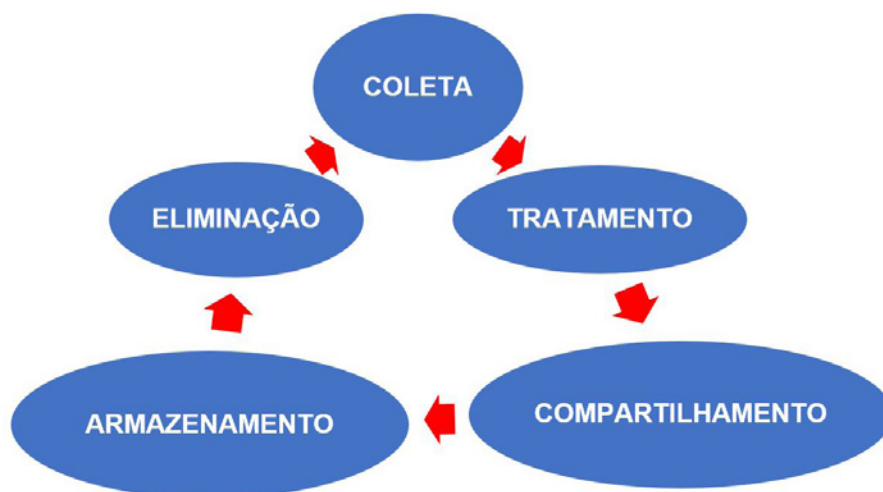 COLETA
ELIMINAÇÃO
TRATAMENTO
ARMAZENAMENTO
COMPARTILHAMENTO